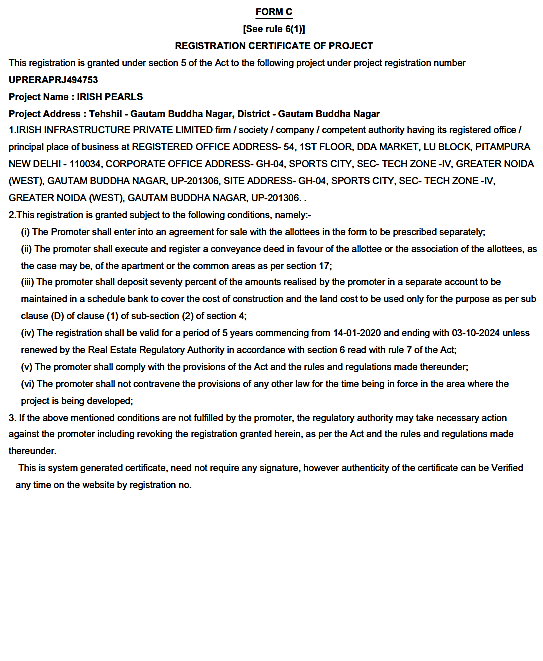 FORM C
[See rule 6(1)]
REGISTRATION CERTIFICATE OF PROJECT
This registration is granted under section 5 of the Act to the following project under project registration number
UPRERAPRJ494753
Project Name : IRISH PEARLS
Project Address : Tehshil - Gautam Buddha Nagar, District - Gautam Buddha Nagar
1.IRISH INFRASTRUCTURE PRIVATE LIMITED firm / society / company / competent authority having its registered office /
principal place of business at REGISTERED OFFICE ADDRESS- 54, 1ST FLOOR, DDA MARKET, LU BLOCK, PITAMPURA
NEW DELHI - 110034, CORPORATE OFFICE ADDRESS- GH-04, SPORTS CITY, SEC- TECH ZONE -IV, GREATER NOIDA
(WEST), GAUTAM BUDDHA NAGAR, UP-201306, SITE ADDRESS- GH-04, SPORTS CITY, SEC- TECH ZONE -IV,
GREATER NOIDA (WEST), GAUTAM BUDDHA NAGAR, UP-201306. .
2.This registration is granted subject to the following conditions, namely:-
(i) The Promoter shall enter into an agreement for sale with the allottees in the form to be prescribed separately;
(ii) The promoter shall execute and register a conveyance deed in favour of the allottee or the association of the allottees, as
the case may be, of the apartment or the common areas as per section 17;
(iii) The promoter shall deposit seventy percent of the amounts realised by the promoter in a separate account to be
maintained in a schedule bank to cover the cost of construction and the land cost to be used only for the purpose as per sub
clause (D) of clause (1) of sub-section (2) of section 4;
(iv) The registration shall be valid for a period of 5 years commencing from 14-01-2020 and ending with 03-10-2024 unless
renewed by the Real Estate Regulatory Authority in accordance with section 6 read with rule 7 of the Act;
(v) The promoter shall comply with the provisions of the Act and the rules and regulations made thereunder;
(vi) The promoter shall not contravene the provisions of any other law for the time being in force in the area where the
project is being developed;
3. If the above mentioned conditions are not fulfilled by the promoter, the regulatory authority may take necessary action
against the promoter including revoking the registration granted herein, as per the Act and the rules and regulations made
thereunder.
This is system generated certificate, need not require any signature, however authenticity of the certificate can be Verified
any time on the website by registration no.